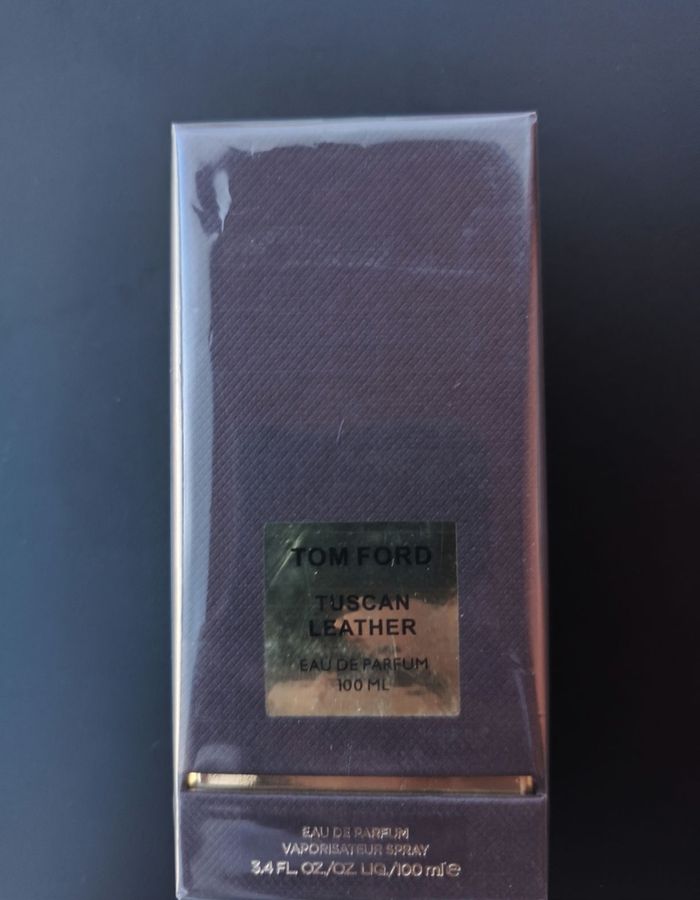 TOM FORD
TUSCAN
LEATHER
EAU DE PARFUM
100 ML
EAU DE PARFUM
VAPORISATEUR SPRAY
3.4 FL. OZ./OZ. LIQ./100 ml ℮